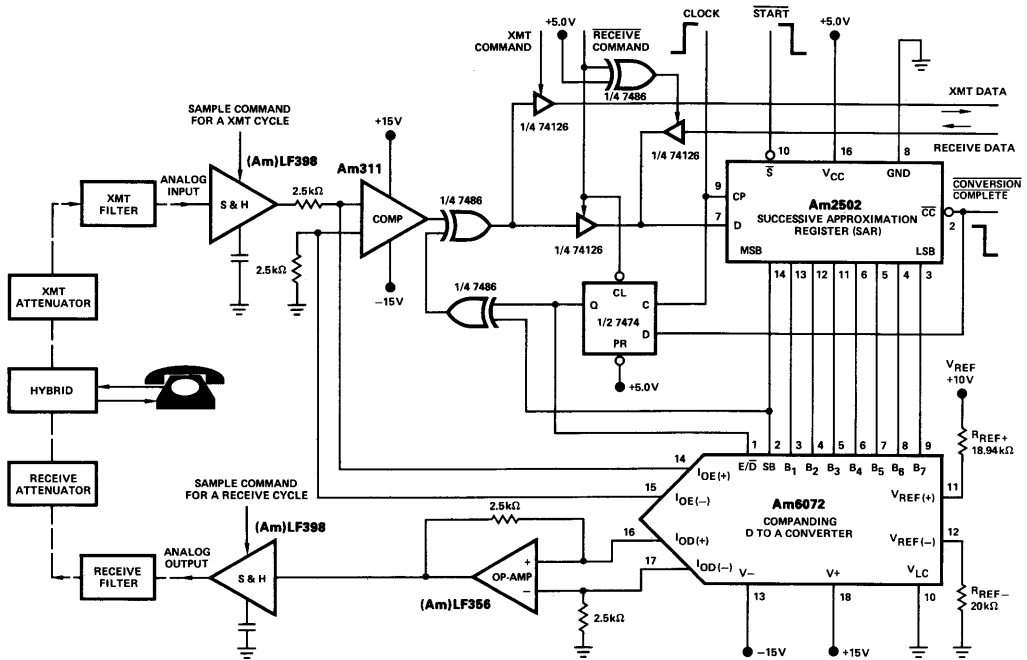 CLOCK
START
+5.0V
XMT
COMMAND
RECEIVE
COMMAND
+5.0V
1/4 7486
XMT DATA
SAMPLE COMMAND
FOR A XMT CYCLE
+15V
1/4 74126
1/4 74126
RECEIVE DATA
(Am)LF398
Am311
10
16
8
S
VCC
GND
ANALOG
INPUT
2.5kΩ
1/4 7486
9
CP
Am2502
SUCCESSIVE APPROXIMATION
REGISTER (SAR)
CONVERSION
COMPLETE
CC
2
XMT
FILTER
S & H
COMP
7
D
1/4 74126
MSB
LSB
14
13
12
11
6
5
4
3
2.5kΩ
-15V
1/4 7486
CL
Q
C
1/2 7474
D
PR
+5.0V
XMT
ATTENUATOR
HYBRID
VREF
+10V
RREF+
18.94kΩ
1
2
3
4
5
6
7
8
9
E/D
SB
B1
B2
B3
B4
B5
B6
B7
14
IOE(+)
15
IOE(-)
VREF(+)
11
RECEIVE
ATTENUATOR
SAMPLE COMMAND
FOR A RECEIVE CYCLE
(Am)LF398
2.5kΩ
Am6072
COMPANDING
D TO A CONVERTER
16
IOD(+)
17
IOD(-)
VREF(-)
12
RECEIVE
FILTER
ANALOG
OUTPUT
S & H
+
OP-AMP
-
(Am)LF356
2.5kΩ
V-
V+
VLC
13
18
10
RREF-
20kΩ
-15V
+15V